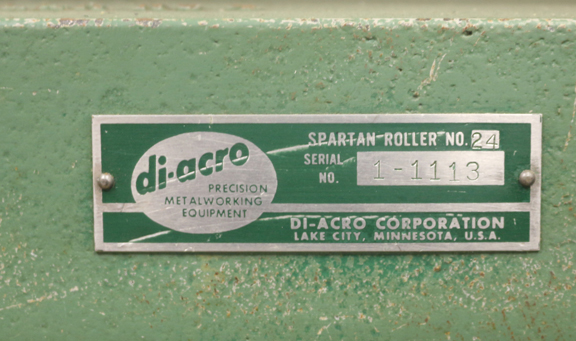 di-acro
PRECISION
METALWORKING
EQUIPMENT
SPARTAN ROLLER NO. 24
SERIAL
NO. 1-1113
DI-ACRO CORPORATION
LAKE CITY, MINNESOTA, U.S.A.